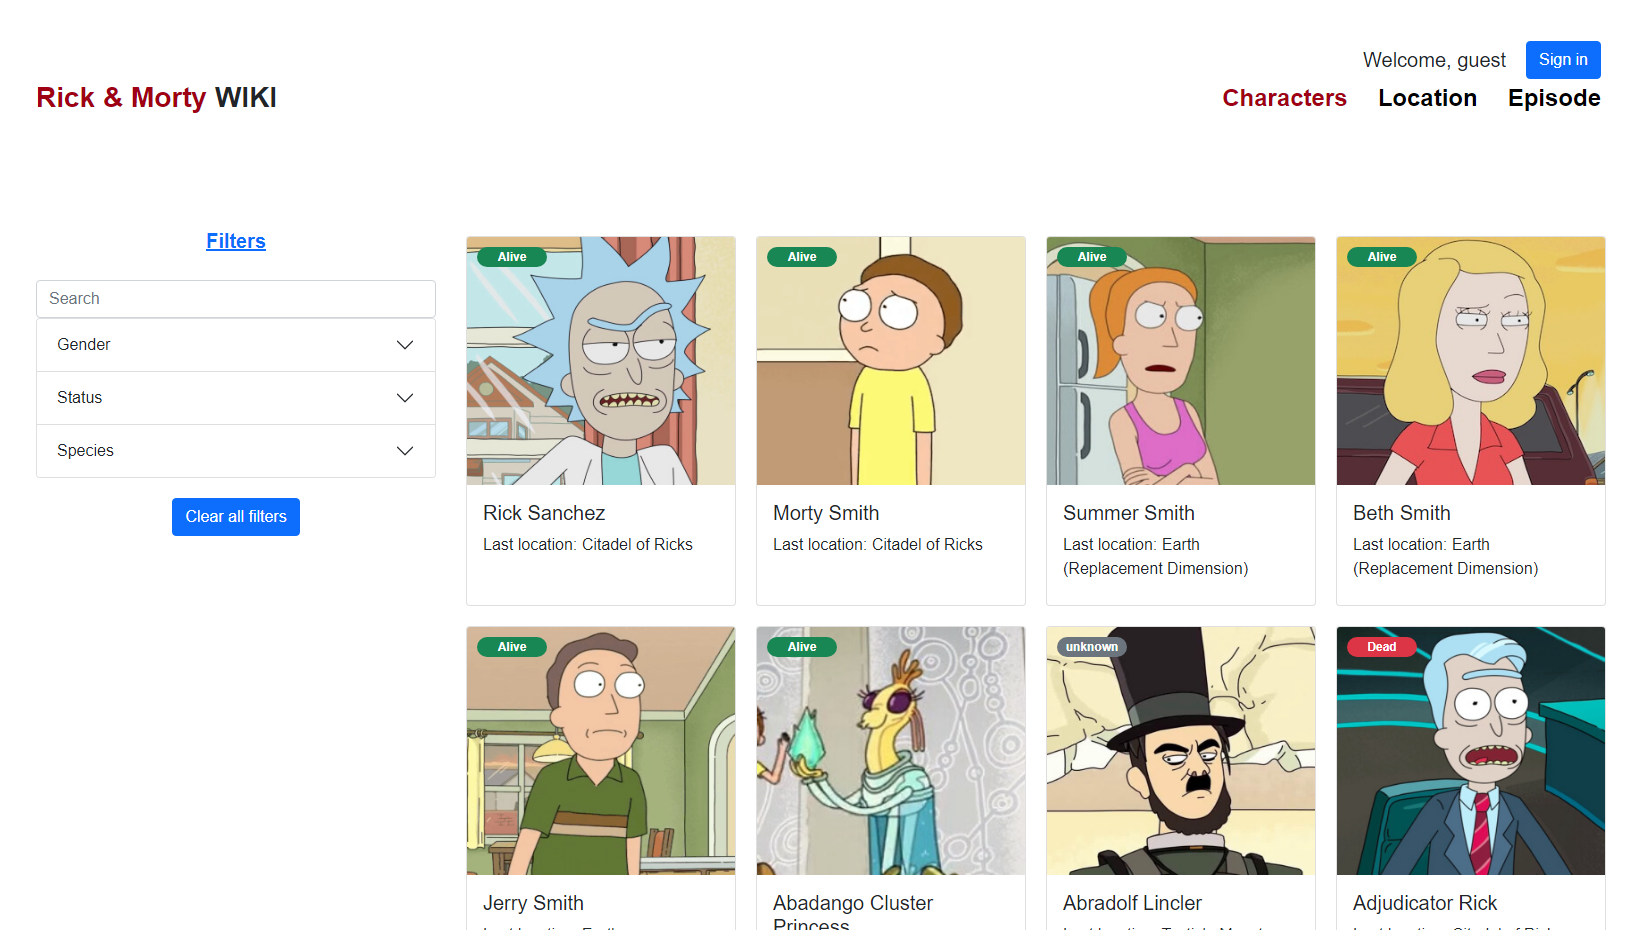 Welcome, guest
Sign in
Rick & Morty WIKI
Characters
Location
Episode
Filters
Search
Gender
Status
Species
Clear all filters
Alive
Rick Sanchez
Last location: Citadel of Ricks
Alive
Morty Smith
Last location: Citadel of Ricks
Alive
Summer Smith
Last location: Earth
(Replacement Dimension)
Alive
Beth Smith
Last location: Earth
(Replacement Dimension)
Alive
Jerry Smith
Alive
Abadango Cluster
Princess
unknown
Abradolf Lincler
Dead
Adjudicator Rick